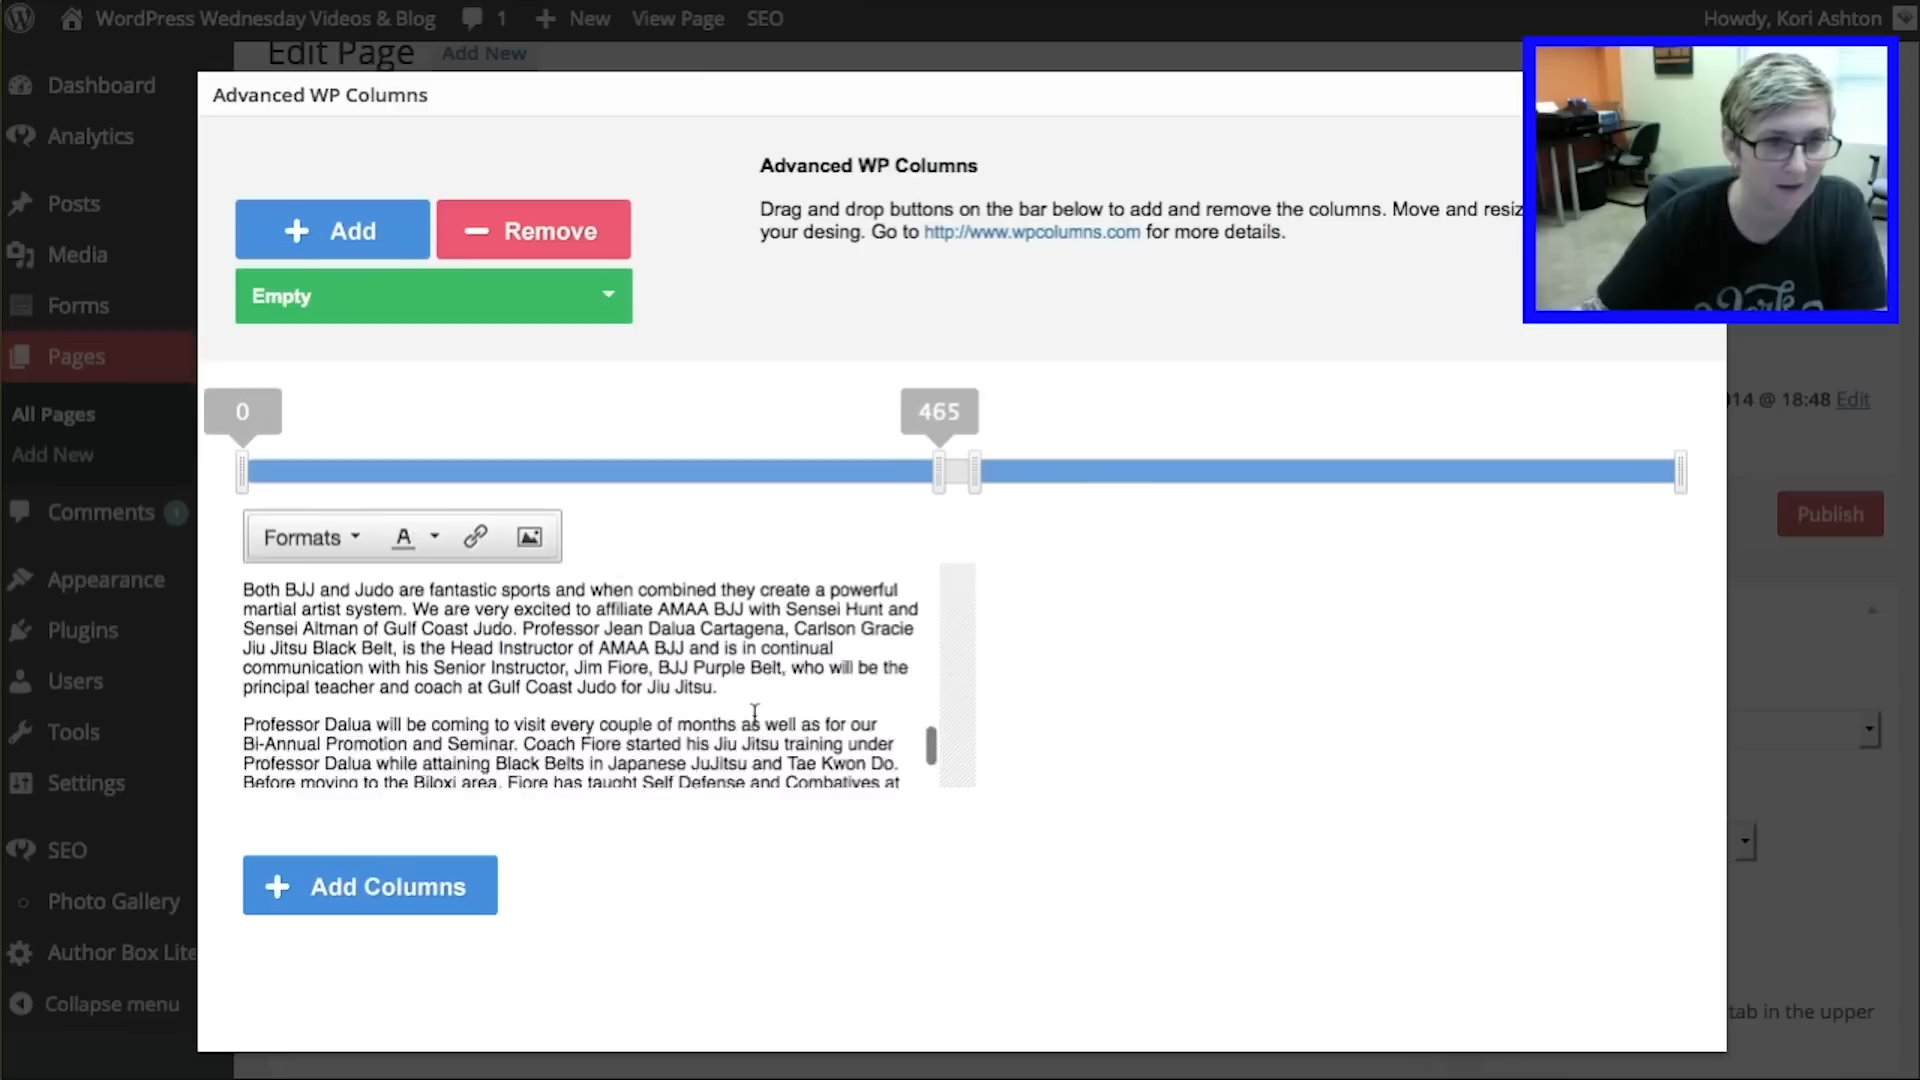 WordPress Wednesday Videos & Blog 1 New View Page SEO Howdy, Kori Ashton
Edit Page Add New
Dashboard
Analytics
Posts
Media
Forms
Pages
All Pages
Add New
Comments 1
Appearance
Plugins
Users
Tools
Settings
SEO
Photo Gallery
Author Box Lite
Collapse menu
Advanced WP Columns
Add Remove
Empty
Advanced WP Columns
Drag and drop buttons on the bar below to add and remove the columns. Move and resiz
your desing. Go to http://www.wpcolumns.com for more details.
0 465
Formats A
Both BJJ and Judo are fantastic sports and when combined they create a powerful
martial artist system. We are very excited to affiliate AMAA BJJ with Sensei Hunt and
Sensei Altman of Gulf Coast Judo. Professor Jean Dalua Cartagena, Carlson Gracie
Jiu Jitsu Black Belt, is the Head Instructor of AMAA BJJ and is in continual
communication with his Senior Instructor, Jim Fiore, BJJ Purple Belt, who will be the
principal teacher and coach at Gulf Coast Judo for Jiu Jitsu.
Professor Dalua will be coming to visit every couple of months as well as for our
Bi-Annual Promotion and Seminar. Coach Fiore started his Jiu Jitsu training under
Professor Dalua while attaining Black Belts in Japanese JuJitsu and Tae Kwon Do.
Before moving to the Biloxi area, Fiore has taught Self Defense and Combatives at
Add Columns
14 @ 18:48 Edit
Publish
tab in the upper